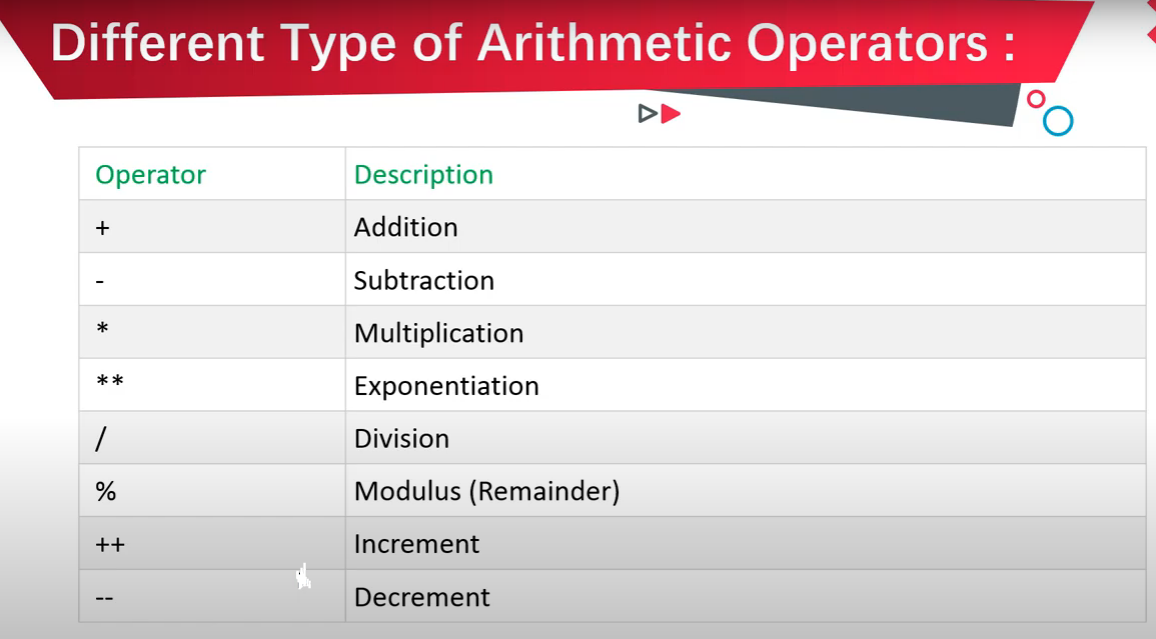 Different Type of Arithmetic Operators :
Operator Description
+ Addition
- Subtraction
* Multiplication
** Exponentiation
/ Division
% Modulus (Remainder)
++ Increment
-- Decrement